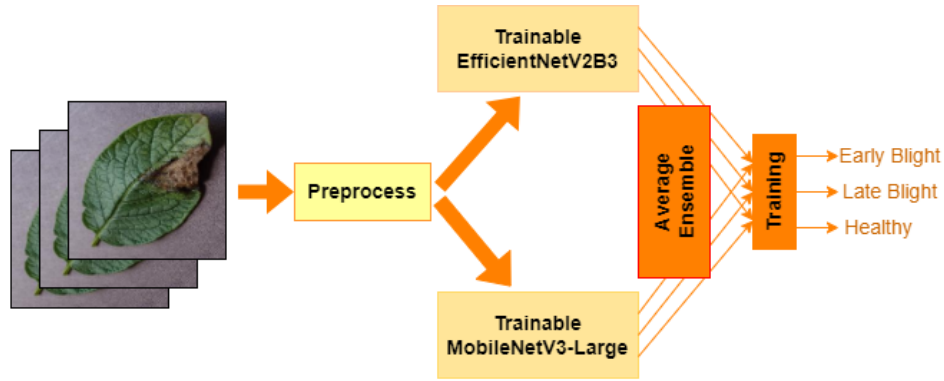 Trainable
EfficientNetV2B3
Preprocess
Average
Ensemble
Training
Early Blight
Late Blight
Healthy
Trainable
MobileNetV3-Large